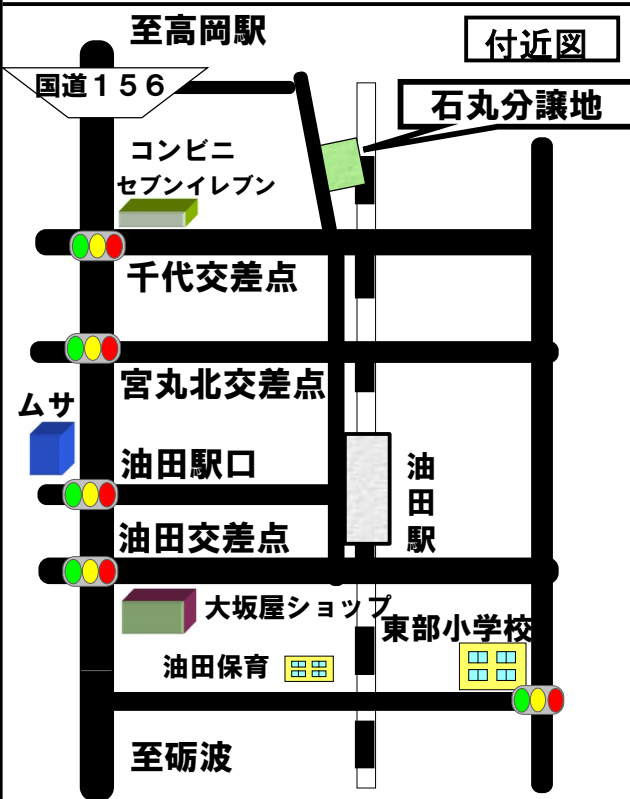 至高岡駅
付近図
国道１５６
石丸分譲地
コンビニ
セブンイレブン
千代交差点
宮丸北交差点
ムサ
油田駅口
油田駅
油田交差点
大坂屋ショップ
東部小学校
油田保育
至砺波